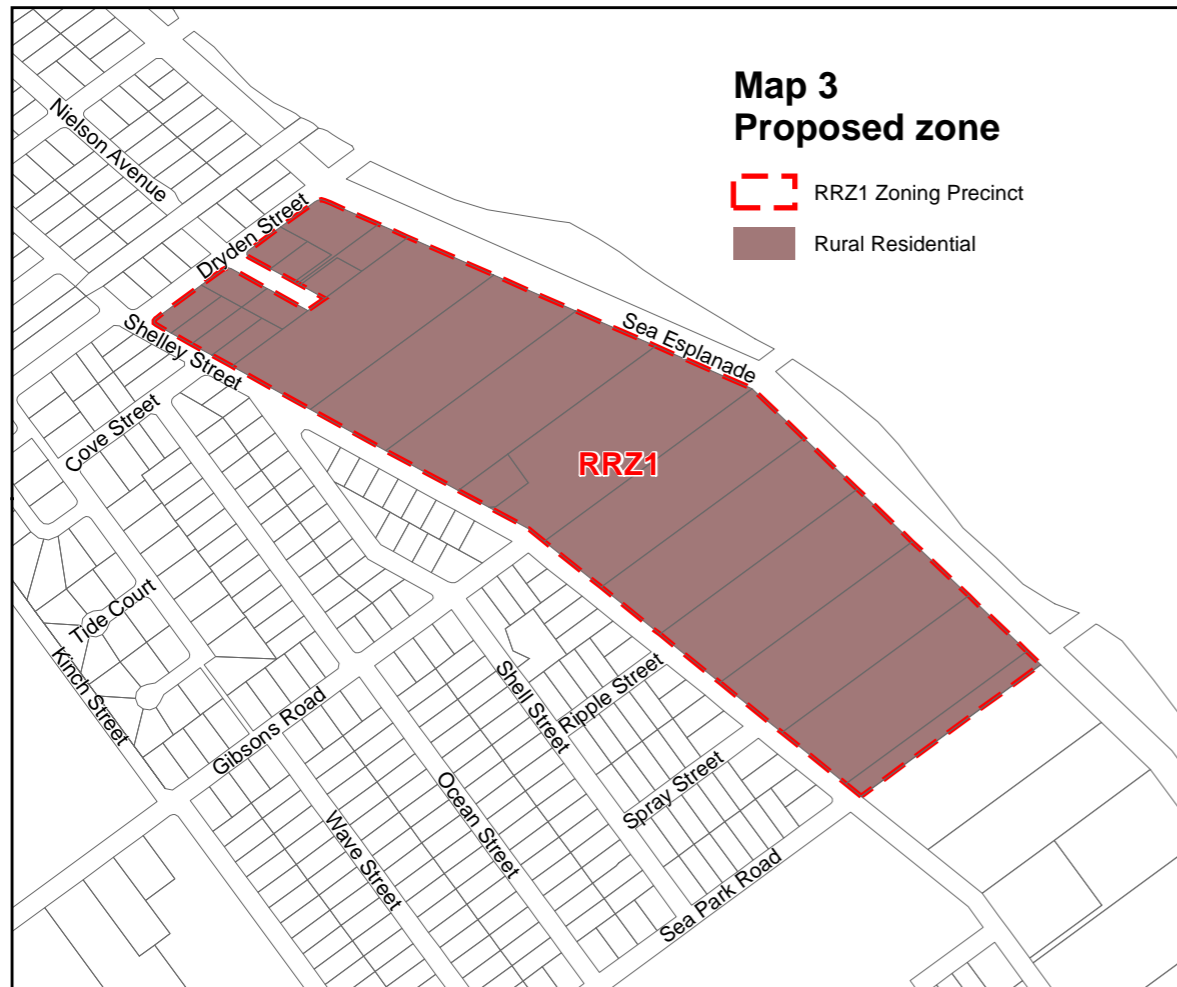 Map 3
Proposed zone
RRZ1 Zoning Precinct
Rural Residential
Nielson Avenue
Dryden Street
Shelley Street
Sea Esplanade
Cove Street
RRZ1
Tide Court
Kinch Street
Gibsons Road
Shell Street
Ripple Street
Ocean Street
Spray Street
Wave Street
Sea Park Road